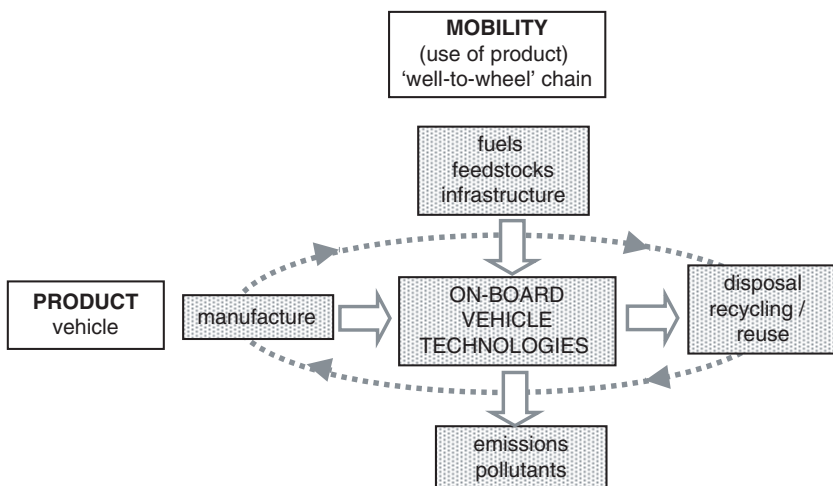 MOBILITY
(use of product)
‘well-to-wheel’ chain
fuels
feedstocks
infrastructure
PRODUCT
vehicle
manufacture
ON-BOARD
VEHICLE
TECHNOLOGIES
disposal
recycling /
reuse
emissions
pollutants